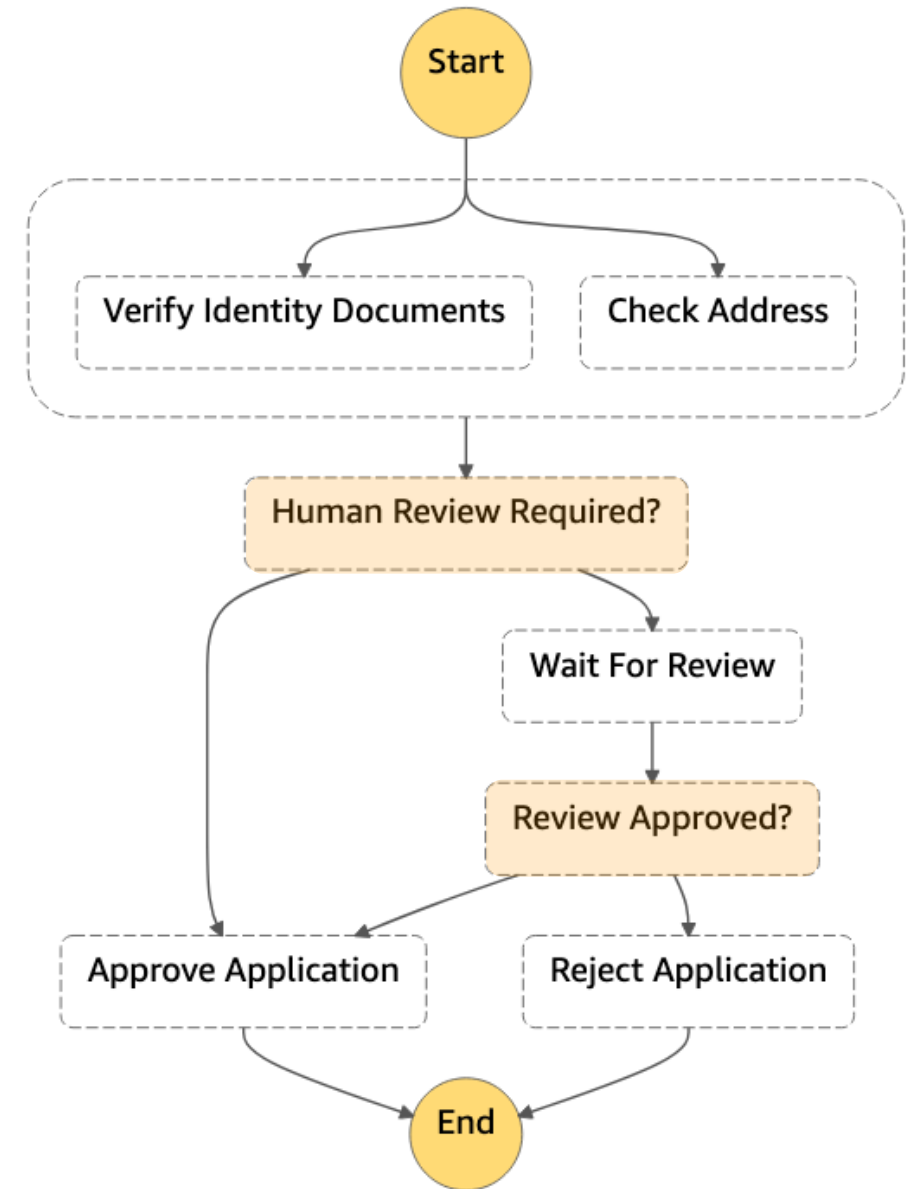 Start
Verify Identity Documents
Check Address
Human Review Required?
Wait For Review
Review Approved?
Approve Application
Reject Application
End